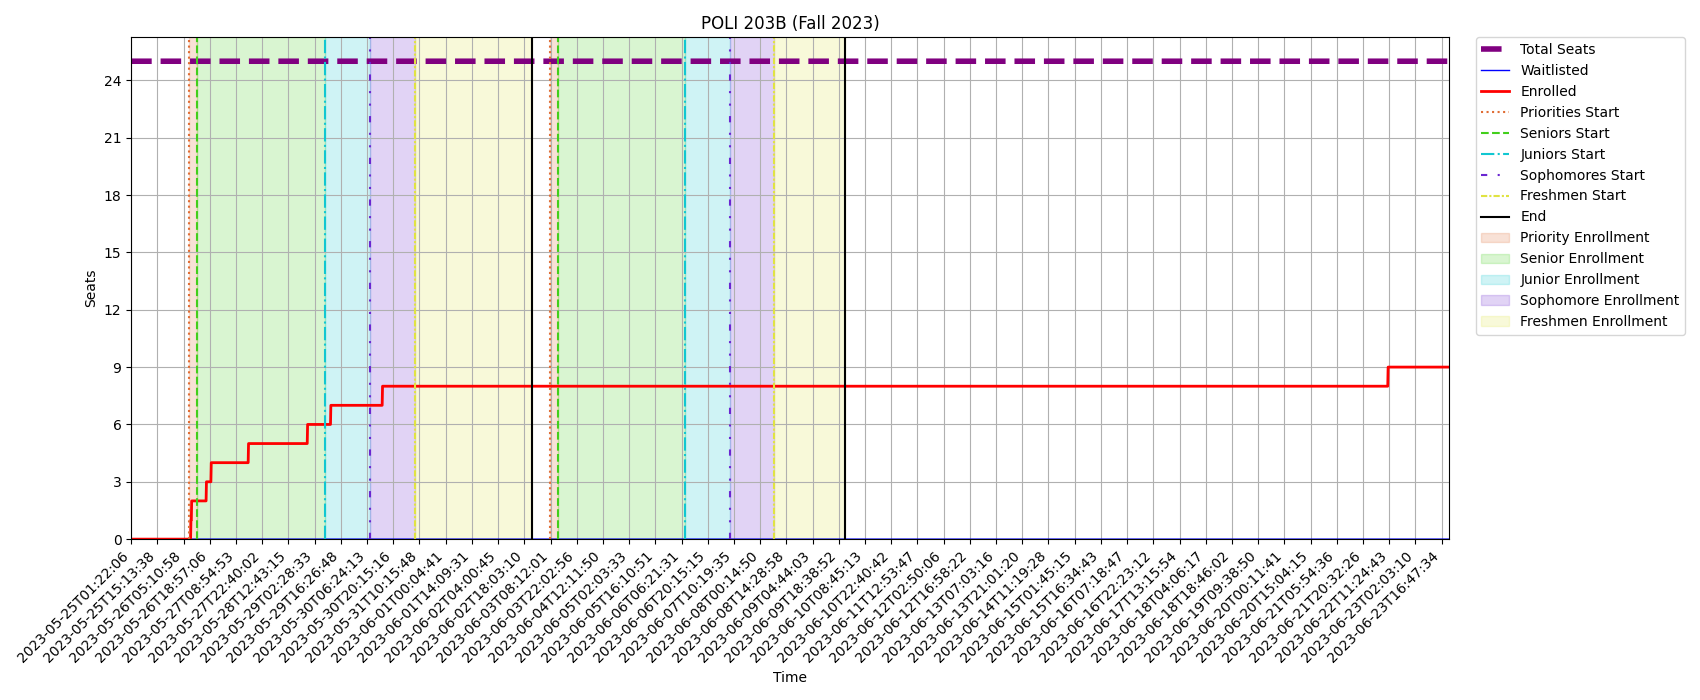 POLI 203B (Fall 2023)
Seats
24
21
18
15
12
9
6
3
0
2023-05-25T01:22:06
2023-05-25T15:13:38
2023-05-26T05:10:58
2023-05-26T18:57:06
2023-05-27T08:54:53
2023-05-27T22:40:02
2023-05-28T12:43:15
2023-05-29T02:28:33
2023-05-29T16:26:48
2023-05-30T06:24:13
2023-05-30T20:15:16
2023-05-31T10:15:48
2023-06-01T00:04:41
2023-06-01T14:09:31
2023-06-02T04:00:45
2023-06-02T18:03:10
2023-06-03T08:12:01
2023-06-03T22:02:56
2023-06-04T12:11:50
2023-06-05T02:03:33
2023-06-05T16:10:51
2023-06-06T06:21:31
2023-06-06T20:15:15
2023-06-07T10:19:35
2023-06-08T00:14:50
2023-06-08T14:28:58
2023-06-09T04:44:03
2023-06-09T18:38:52
2023-06-10T08:45:13
2023-06-10T22:40:42
2023-06-11T12:53:47
2023-06-12T02:50:06
2023-06-12T16:58:22
2023-06-13T07:03:16
2023-06-13T21:01:20
2023-06-14T11:19:28
2023-06-15T01:45:15
2023-06-15T16:34:43
2023-06-16T07:18:47
2023-06-16T22:23:12
2023-06-17T13:15:54
2023-06-18T04:06:17
2023-06-18T18:46:02
2023-06-19T09:38:50
2023-06-20T00:11:41
2023-06-20T15:04:15
2023-06-21T05:54:36
2023-06-21T20:32:26
2023-06-22T11:24:43
2023-06-23T02:03:10
2023-06-23T16:47:34
Time
Total Seats
Waitlisted
Enrolled
Priorities Start
Seniors Start
Juniors Start
Sophomores Start
Freshmen Start
End
Priority Enrollment
Senior Enrollment
Junior Enrollment
Sophomore Enrollment
Freshmen Enrollment